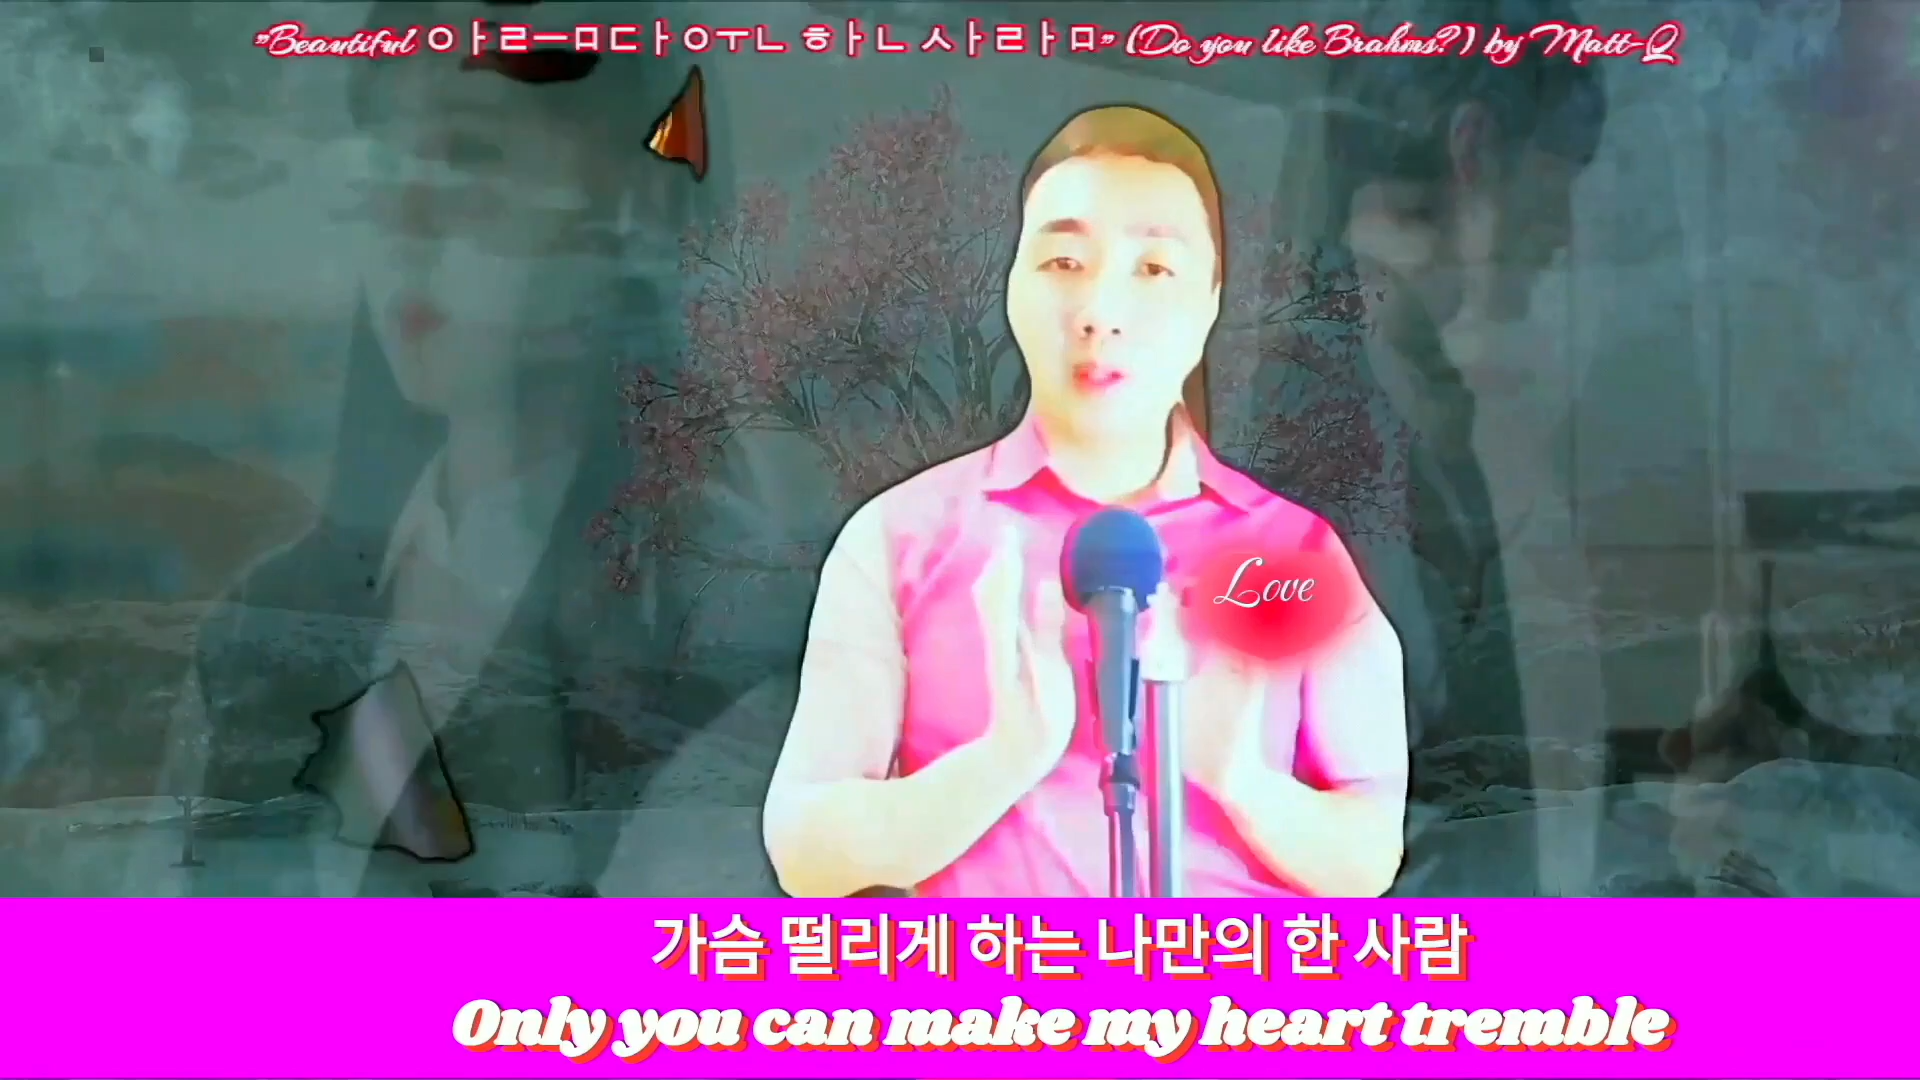 "Beautiful ㅇㅏㄹㅡㅁㄷㅏㅇㅜㄴ ㅎㅏㄴ ㅅㅏㄹㅏㅁ" (Do you like Brahms?) by Matt-Q
Love
가슴 떨리게 하는 나만의 한 사람
Only you can make my heart tremble